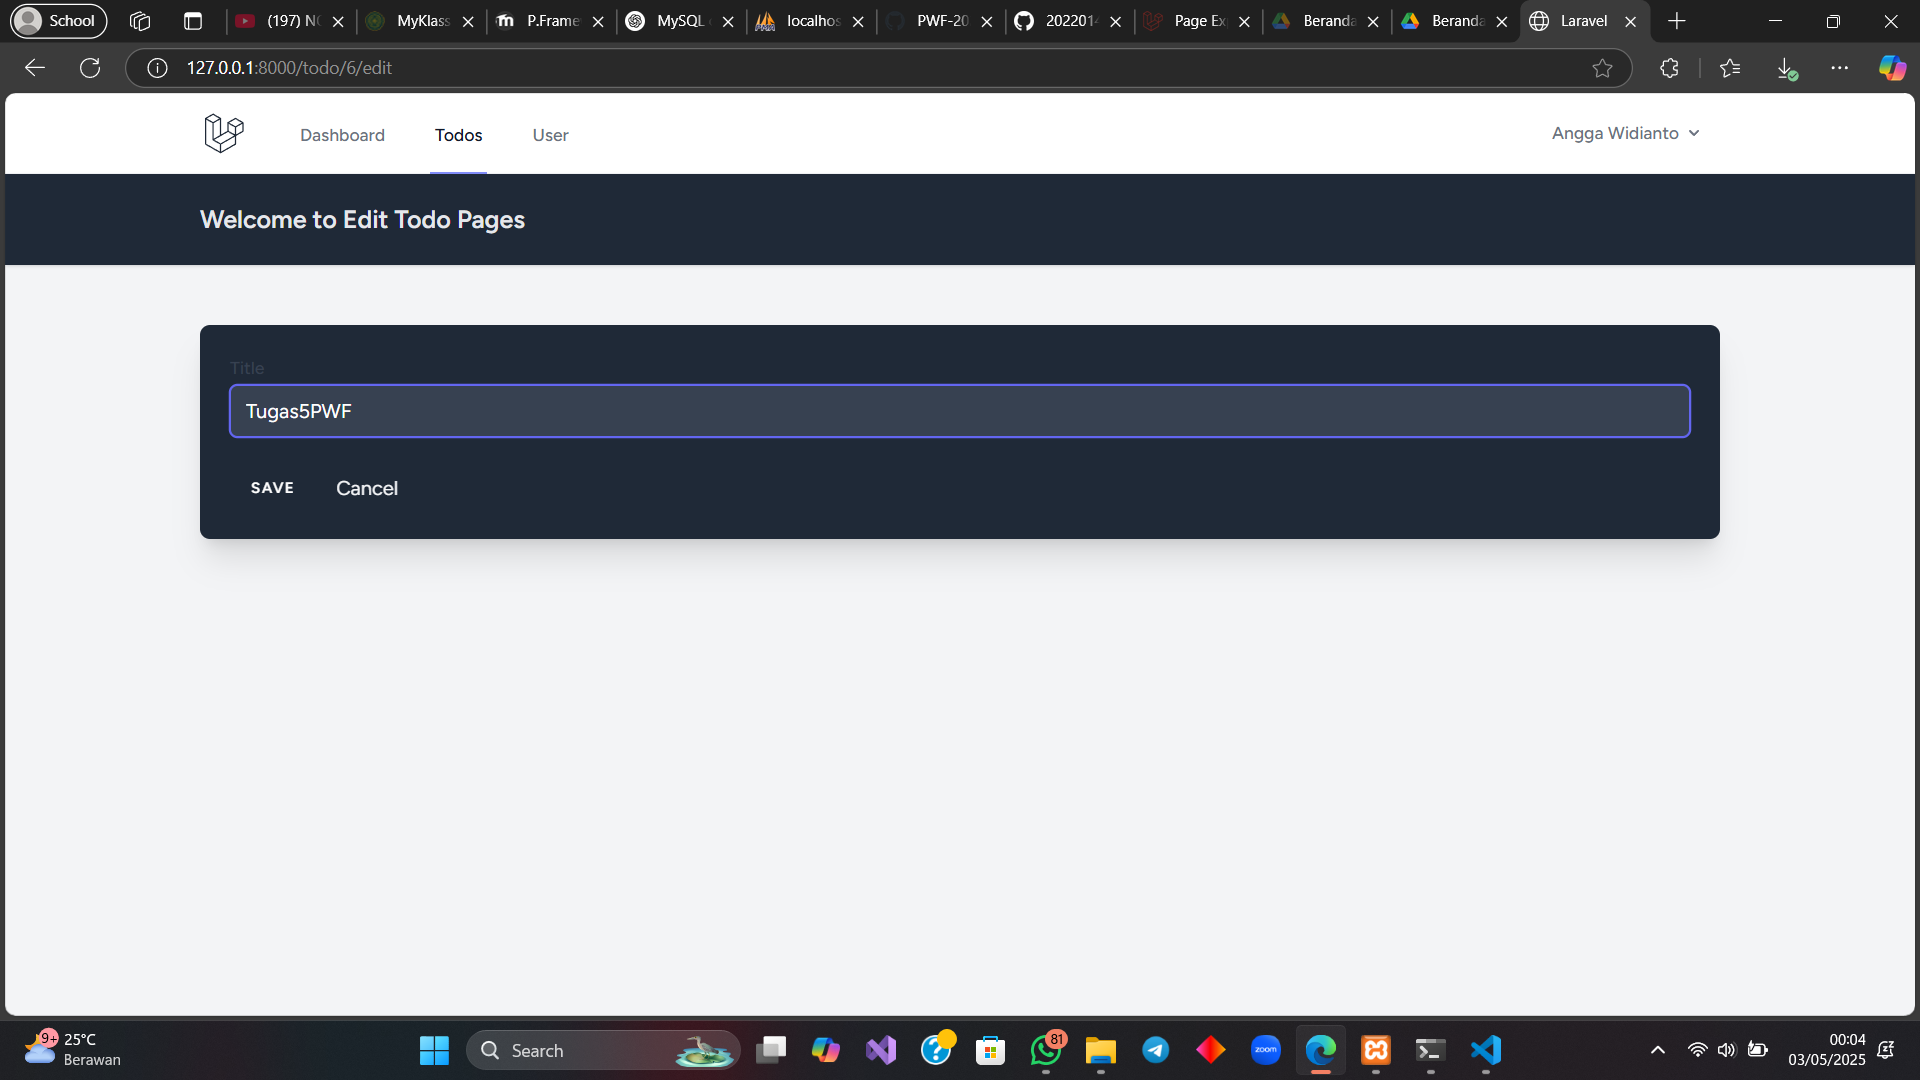 School
(197) N
MyKlass
P.Frame
MySQL
localhos
PWF-20
202201
Page Ex
Beranda
Beranda
Laravel
127.0.0.1:8000/todo/6/edit
Dashboard
Todos
User
Angga Widianto
Welcome to Edit Todo Pages
Title
Tugas5PWF
SAVE
Cancel
9+
25°C
Berawan
Search
81
zoom
00:04
03/05/2025